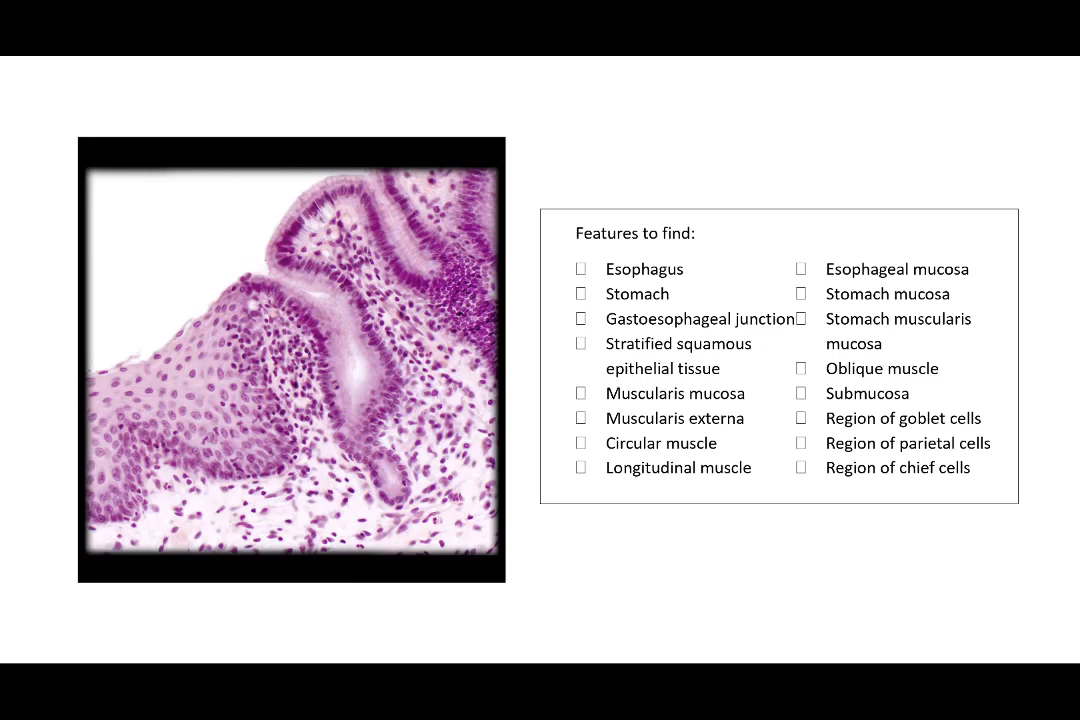 Features to find:
☐ Esophagus
☐ Stomach
☐ Gastoesophageal junction
☐ Stratified squamous
epithelial tissue
☐ Muscularis mucosa
☐ Muscularis externa
☐ Circular muscle
☐ Longitudinal muscle
☐ Esophageal mucosa
☐ Stomach mucosa
☐ Stomach muscularis
mucosa
☐ Oblique muscle
☐ Submucosa
☐ Region of goblet cells
☐ Region of parietal cells
☐ Region of chief cells